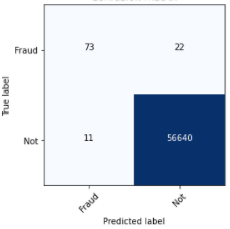 Fraud 73 22
Not 11 56640
Fraud Not
Predicted label
True label